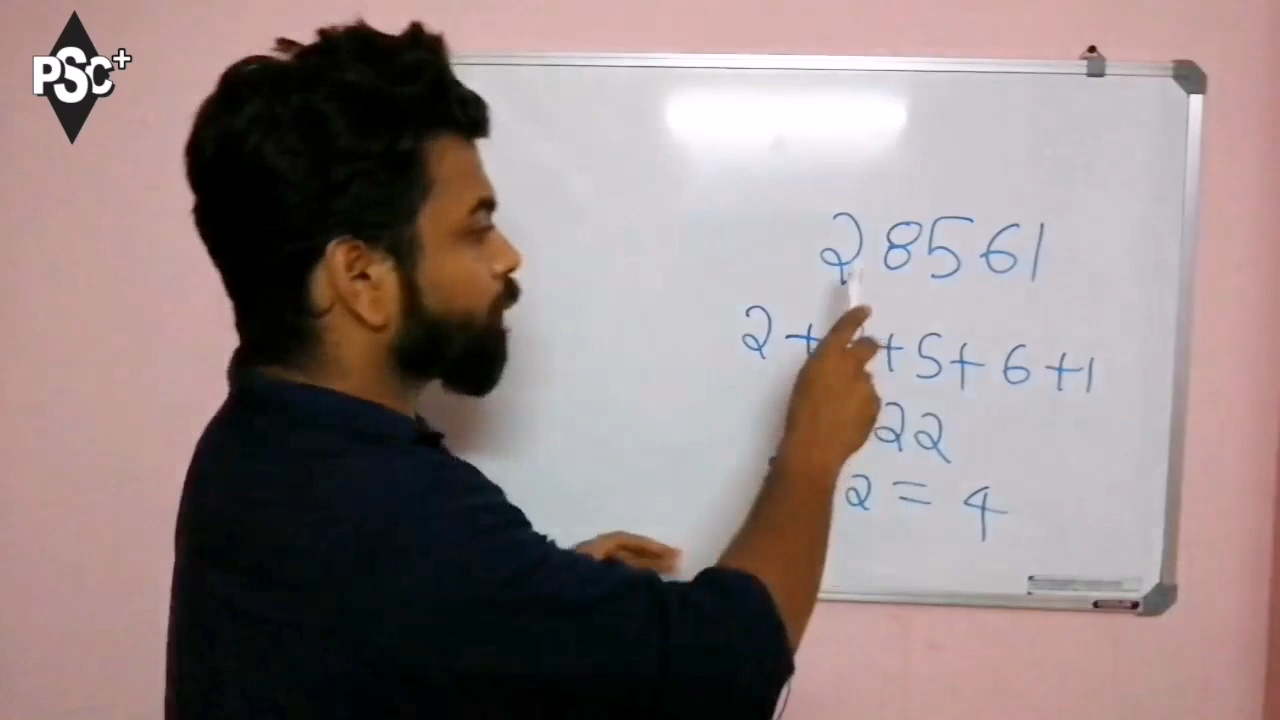 PSC+
28561
2 + + 5 + 6 + 1
22
2 = 4